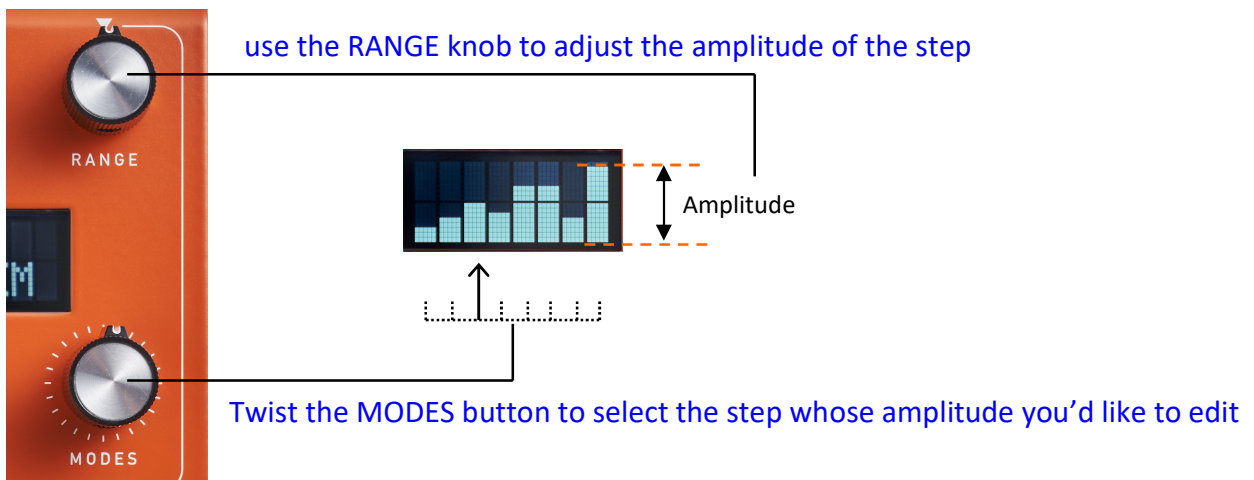 use the RANGE knob to adjust the amplitude of the step
RANGE
Amplitude
M
Twist the MODES button to select the step whose amplitude you’d like to edit
MODES